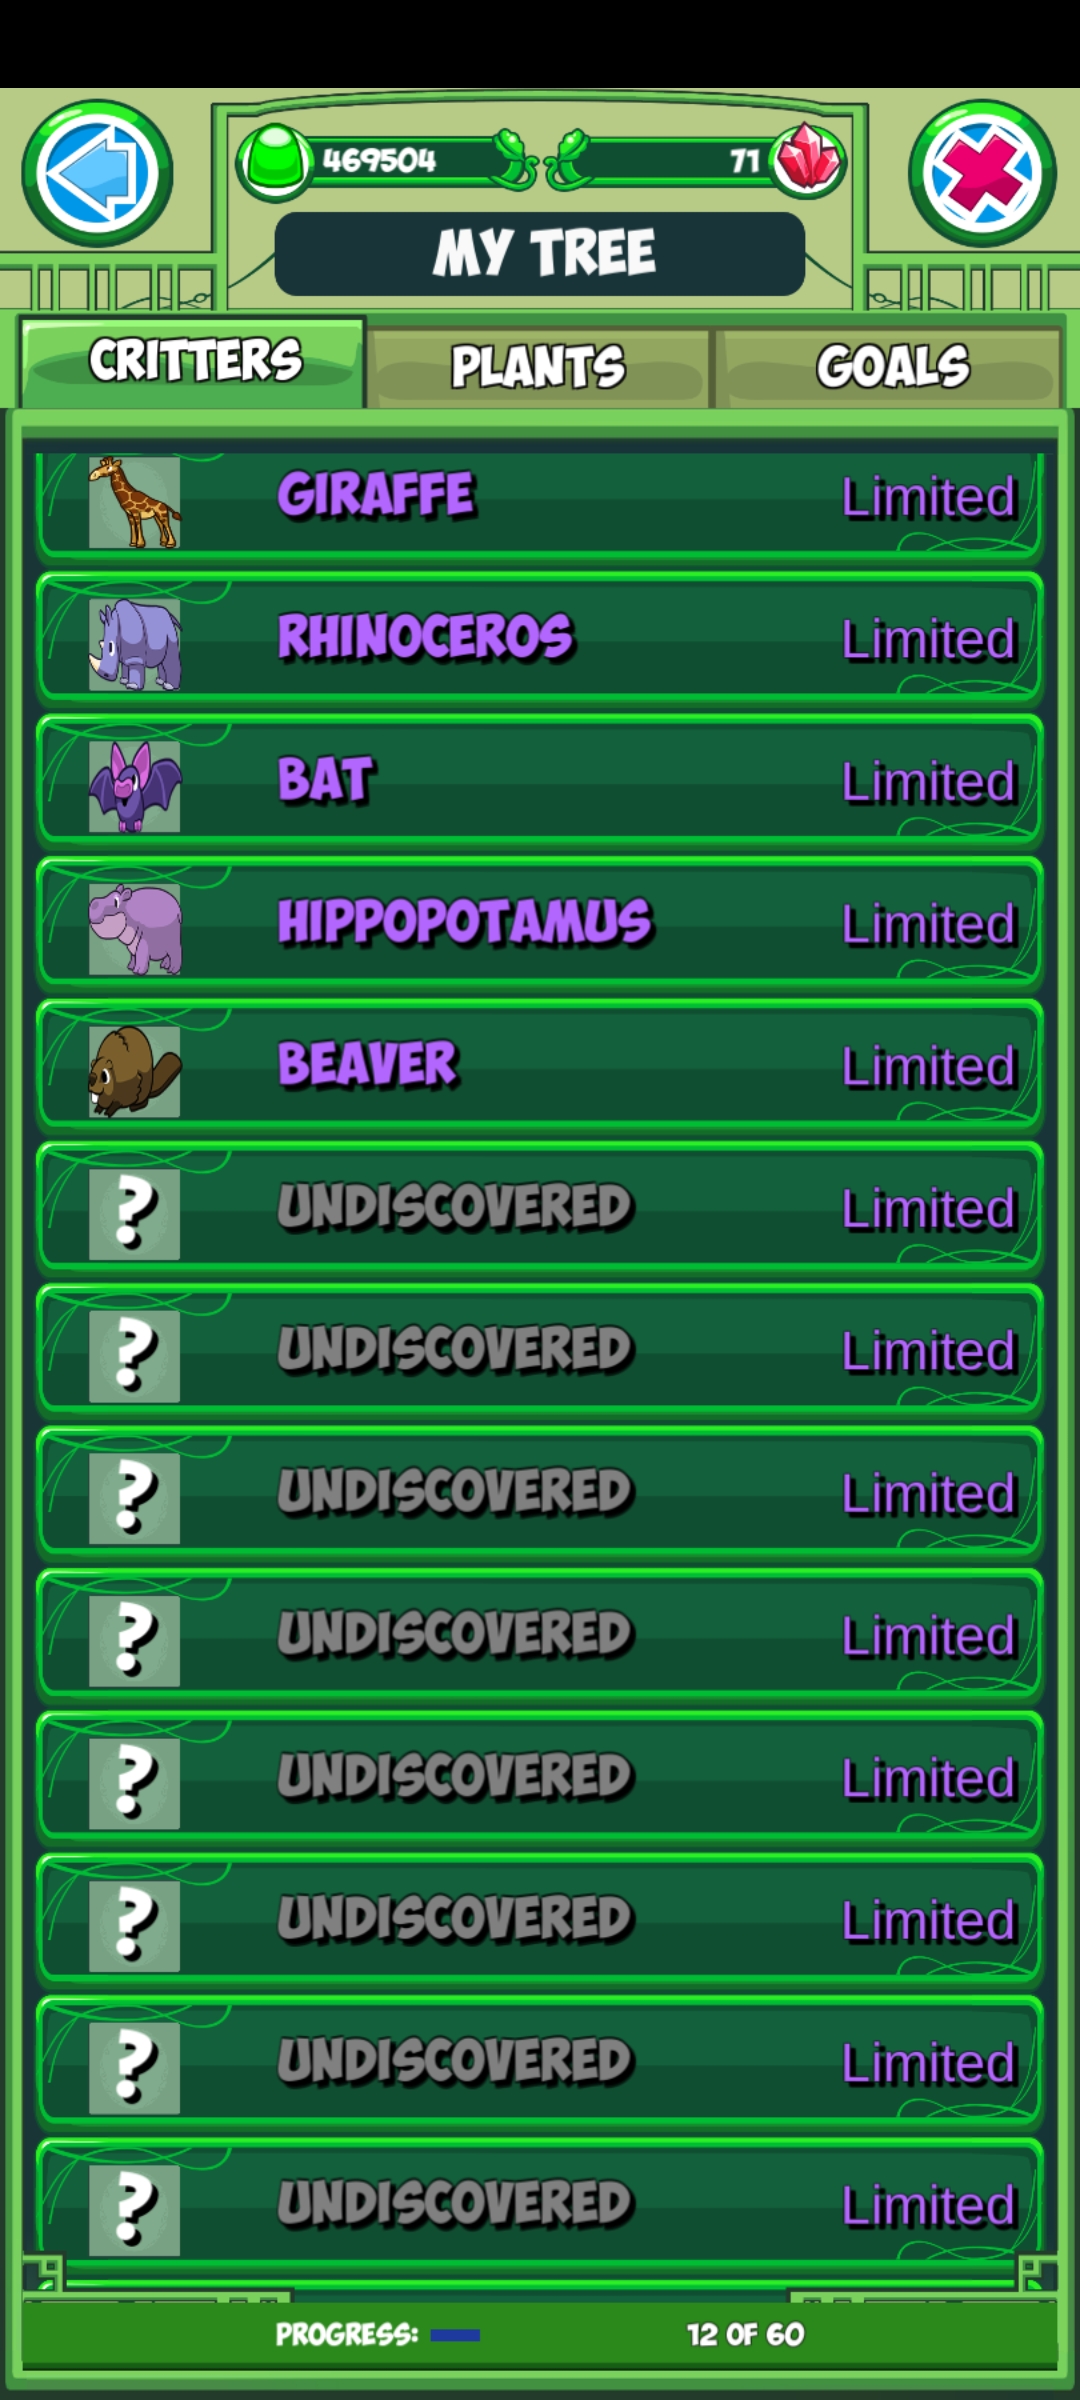 469504
71
MY TREE
CRITTERS
PLANTS
GOALS
GIRAFFE
Limited
RHINOCEROS
Limited
BAT
Limited
HIPPOPOTAMUS
Limited
BEAVER
Limited
?
UNDISCOVERED
Limited
?
UNDISCOVERED
Limited
?
UNDISCOVERED
Limited
?
UNDISCOVERED
Limited
?
UNDISCOVERED
Limited
?
UNDISCOVERED
Limited
?
UNDISCOVERED
Limited
?
UNDISCOVERED
Limited
PROGRESS:
12 OF 60